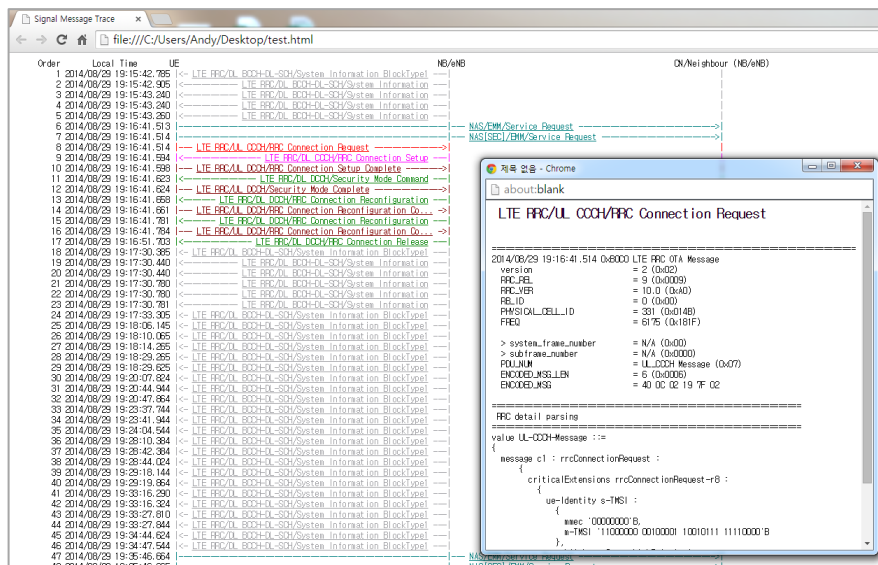 Signal Message Trace
file:///C:/Users/Andy/Desktop/test.html
Order Local Time UE NB/eNB CN/Neighbour (NB/eNB)
1 2014/08/29 19:15:42.785 |<- LTE RRC/DL BCCH-DL-SCH/System Information BlockType1 ---|
2 2014/08/29 19:15:42.905 |<--------- LTE RRC/DL BCCH-DL-SCH/System Information ---|
3 2014/08/29 19:15:43.240 |<--------- LTE RRC/DL BCCH-DL-SCH/System Information ---|
4 2014/08/29 19:15:43.240 |<--------- LTE RRC/DL BCCH-DL-SCH/System Information ---|
5 2014/08/29 19:15:43.260 |<--------- LTE RRC/DL BCCH-DL-SCH/System Information ---|
6 2014/08/29 19:16:41.513 |---------|--- NAS/EMM/Service Request --------->|
7 2014/08/29 19:16:41.514 |---------|--- NAS[SEC]/EMM/Service Request --------->|
8 2014/08/29 19:16:41.514 |--- LTE RRC/UL CCCH/RRC Connection Request --------->|
9 2014/08/29 19:16:41.594 |<--------- LTE RRC/DL CCCH/RRC Connection Setup ---|
10 2014/08/29 19:16:41.598 |--- LTE RRC/UL DCCH/RRC Connection Setup Complete ------>|
11 2014/08/29 19:16:41.623 |<--------- LTE RRC/DL DCCH/Security Mode Command ---|
12 2014/08/29 19:16:41.624 |--- LTE RRC/UL DCCH/Security Mode Complete --------->|
13 2014/08/29 19:16:41.658 |<------ LTE RRC/DL DCCH/RRC Connection Reconfiguration ---|
14 2014/08/29 19:16:41.661 |--- LTE RRC/UL DCCH/RRC Connection Reconfiguration Co... ->|
15 2014/08/29 19:16:41.781 |<------ LTE RRC/DL DCCH/RRC Connection Reconfiguration ---|
16 2014/08/29 19:16:41.784 |--- LTE RRC/UL DCCH/RRC Connection Reconfiguration Co... ->|
17 2014/08/29 19:16:51.703 |<--------- LTE RRC/DL DCCH/RRC Connection Release ---|
18 2014/08/29 19:17:30.385 |<- LTE RRC/DL BCCH-DL-SCH/System Information BlockType1 ---|
19 2014/08/29 19:17:30.440 |<--------- LTE RRC/DL BCCH-DL-SCH/System Information ---|
20 2014/08/29 19:17:30.440 |<--------- LTE RRC/DL BCCH-DL-SCH/System Information ---|
21 2014/08/29 19:17:30.780 |<--------- LTE RRC/DL BCCH-DL-SCH/System Information ---|
22 2014/08/29 19:17:30.780 |<--------- LTE RRC/DL BCCH-DL-SCH/System Information ---|
23 2014/08/29 19:17:30.781 |<--------- LTE RRC/DL BCCH-DL-SCH/System Information ---|
24 2014/08/29 19:17:33.305 |<- LTE RRC/DL BCCH-DL-SCH/System Information BlockType1 ---|
25 2014/08/29 19:18:06.145 |<- LTE RRC/DL BCCH-DL-SCH/System Information BlockType1 ---|
26 2014/08/29 19:18:10.065 |<- LTE RRC/DL BCCH-DL-SCH/System Information BlockType1 ---|
27 2014/08/29 19:18:14.255 |<- LTE RRC/DL BCCH-DL-SCH/System Information BlockType1 ---|
28 2014/08/29 19:18:29.265 |<- LTE RRC/DL BCCH-DL-SCH/System Information BlockType1 ---|
29 2014/08/29 19:18:29.625 |<- LTE RRC/DL BCCH-DL-SCH/System Information BlockType1 ---|
30 2014/08/29 19:20:07.824 |<- LTE RRC/DL BCCH-DL-SCH/System Information BlockType1 ---|
31 2014/08/29 19:20:44.944 |<- LTE RRC/DL BCCH-DL-SCH/System Information BlockType1 ---|
32 2014/08/29 19:20:47.864 |<- LTE RRC/DL BCCH-DL-SCH/System Information BlockType1 ---|
33 2014/08/29 19:23:37.744 |<- LTE RRC/DL BCCH-DL-SCH/System Information BlockType1 ---|
34 2014/08/29 19:23:41.944 |<- LTE RRC/DL BCCH-DL-SCH/System Information BlockType1 ---|
35 2014/08/29 19:24:04.544 |<- LTE RRC/DL BCCH-DL-SCH/System Information BlockType1 ---|
36 2014/08/29 19:28:10.384 |<- LTE RRC/DL BCCH-DL-SCH/System Information BlockType1 ---|
37 2014/08/29 19:28:42.384 |<- LTE RRC/DL BCCH-DL-SCH/System Information BlockType1 ---|
38 2014/08/29 19:28:44.024 |<- LTE RRC/DL BCCH-DL-SCH/System Information BlockType1 ---|
39 2014/08/29 19:29:18.144 |<- LTE RRC/DL BCCH-DL-SCH/System Information BlockType1 ---|
40 2014/08/29 19:29:19.864 |<- LTE RRC/DL BCCH-DL-SCH/System Information BlockType1 ---|
41 2014/08/29 19:33:16.290 |<- LTE RRC/DL BCCH-DL-SCH/System Information BlockType1 ---|
42 2014/08/29 19:33:16.324 |<- LTE RRC/DL BCCH-DL-SCH/System Information BlockType1 ---|
43 2014/08/29 19:33:27.810 |<- LTE RRC/DL BCCH-DL-SCH/System Information BlockType1 ---|
44 2014/08/29 19:33:27.844 |<- LTE RRC/DL BCCH-DL-SCH/System Information BlockType1 ---|
45 2014/08/29 19:34:44.624 |<- LTE RRC/DL BCCH-DL-SCH/System Information BlockType1 ---|
46 2014/08/29 19:34:47.544 |<- LTE RRC/DL BCCH-DL-SCH/System Information BlockType1 ---|
47 2014/08/29 19:35:46.664 |---------|--- NAS/EMM/Service Request --------->|
제목 없음 - Chrome
about:blank
LTE RRC/UL CCCH/RRC Connection Request
====================
2014/08/29 19:16:41.514 0xB0C0 LTE RRC OTA Message
version = 2 (0x02)
RRC_REL = 9 (0x0009)
RRC_VER = 10.0 (0xA0)
RB_ID = 0 (0x00)
PHYSICAL_CELL_ID = 331 (0x014B)
FREQ = 6175 (0x181F)
> system_frame_number = N/A (0x00)
> subframe_number = N/A (0x0000)
PDU_NUM = UL_CCCH Message (0x07)
ENCODED_MSG_LEN = 6 (0x0006)
ENCODED_MSG = 40 0C 02 19 7F 02
====================
RRC detail parsing
====================
value UL-CCCH-Message ::=
{
message c1 : rrcConnectionRequest :
{
criticalExtensions rrcConnectionRequest-r8 :
{
ue-Identity s-TMSI :
{
mmec '00000000'B,
m-TMSI '11000000 00100001 10010111 11110000'B
},